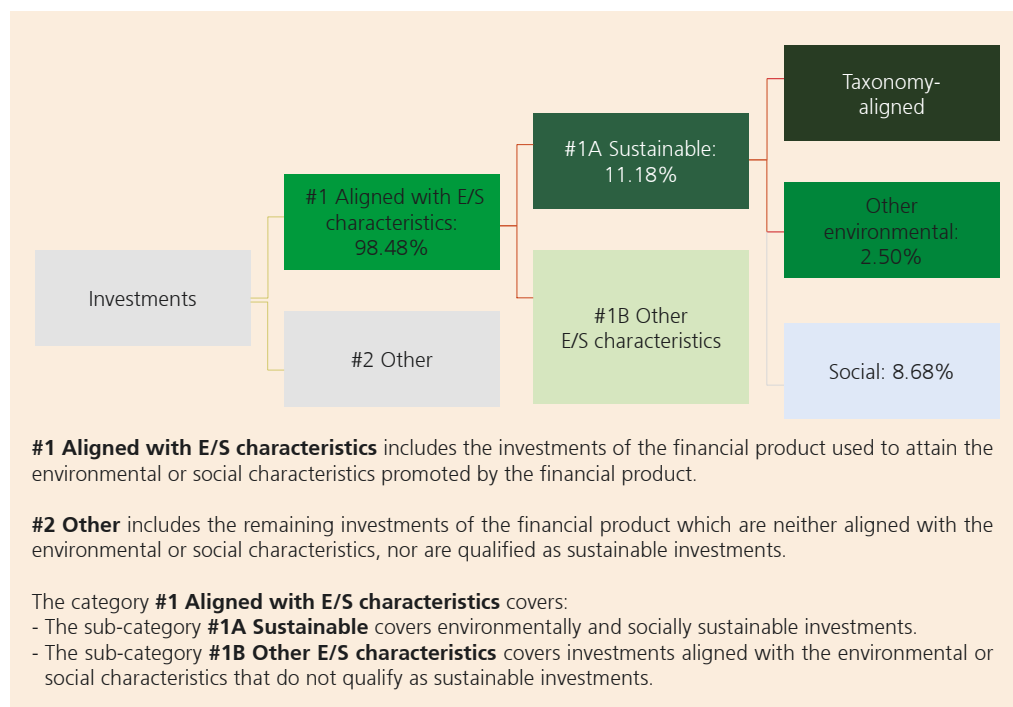 Taxonomy-
aligned
#1A Sustainable:
11.18%
#1 Aligned with E/S
characteristics:
98.48%
Other
environmental:
2.50%
Investments
#1B Other
E/S characteristics
#2 Other
Social: 8.68%
#1 Aligned with E/S characteristics includes the investments of the financial product used to attain the
environmental or social characteristics promoted by the financial product.
#2 Other includes the remaining investments of the financial product which are neither aligned with the
environmental or social characteristics, nor are qualified as sustainable investments.
The category #1 Aligned with E/S characteristics covers:
- The sub-category #1A Sustainable covers environmentally and socially sustainable investments.
- The sub-category #1B Other E/S characteristics covers investments aligned with the environmental or
social characteristics that do not qualify as sustainable investments.